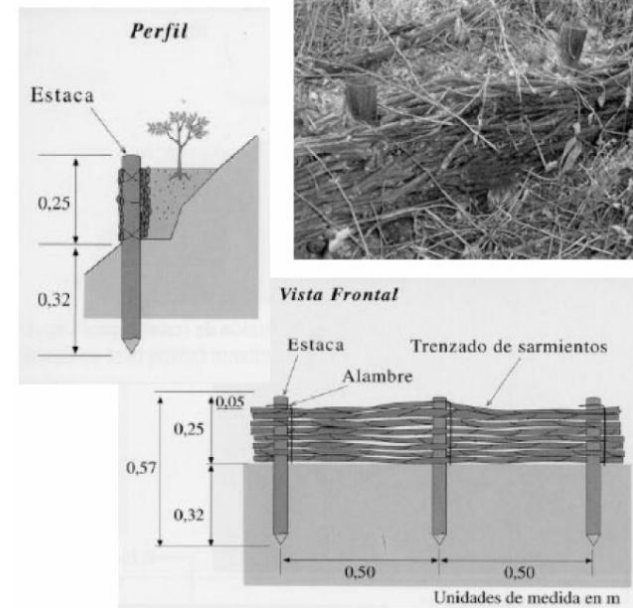 Perfil
Estaca
0,25
0,32
Vista Frontal
Estaca
Trenzado de sarmientos
Alambre
0,05
0,25
0,57
0,32
0,50
0,50
Unidades de medida en m